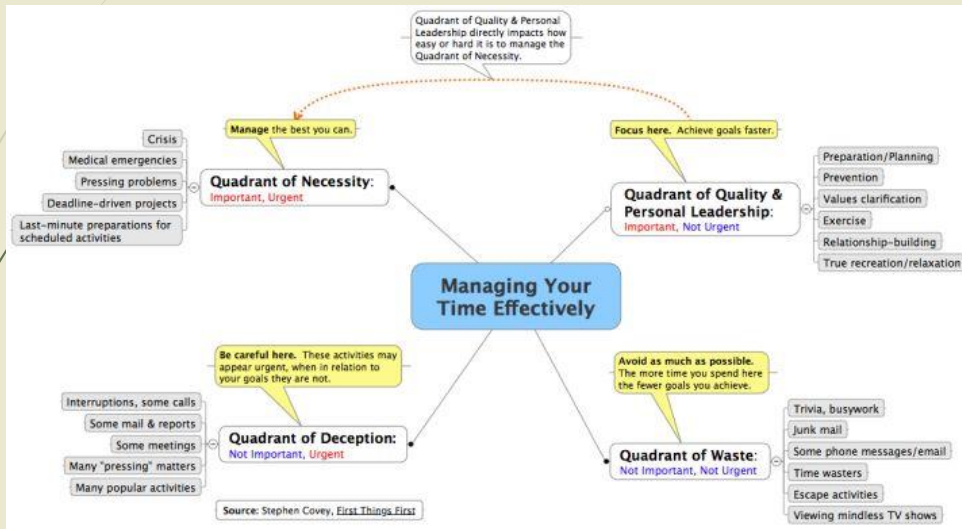 Quadrant of Quality & Personal
Leadership directly impacts how
easy or hard it is to manage the
Quadrant of Necessity.
Manage the best you can.
Crisis
Medical emergencies
Pressing problems
Deadline-driven projects
Last-minute preparations for
scheduled activities
Quadrant of Necessity:
Important, Urgent
Focus here. Achieve goals faster.
Quadrant of Quality &
Personal Leadership:
Important, Not Urgent
Preparation/Planning
Prevention
Values clarification
Exercise
Relationship-building
True recreation/relaxation
Managing Your
Time Effectively
Be careful here. These activities may
appear urgent, when in relation to
your goals they are not.
Interruptions, some calls
Some mail & reports
Some meetings
Many "pressing" matters
Many popular activities
Quadrant of Deception:
Not Important, Urgent
Avoid as much as possible.
The more time you spend here
the fewer goals you achieve.
Quadrant of Waste:
Not Important, Not Urgent
Trivia, busywork
Junk mail
Some phone messages/email
Time wasters
Escape activities
Viewing mindless TV shows
Source: Stephen Covey, First Things First